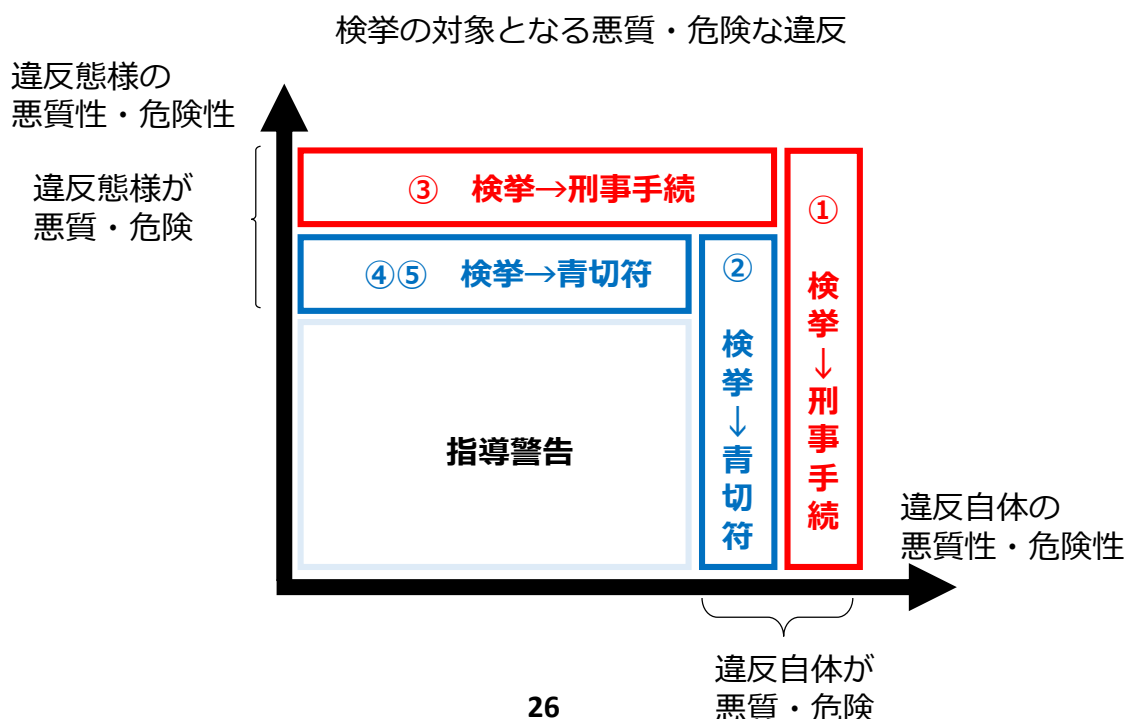 検挙の対象となる悪質・危険な違反
違反態様の
悪質性・危険性
違反態様が
悪質・危険
③ 検挙→刑事手続
④⑤ 検挙→青切符
② 検挙→青切符
① 検挙→刑事手続
指導警告
違反自体の
悪質性・危険性
違反自体が
悪質・危険
26